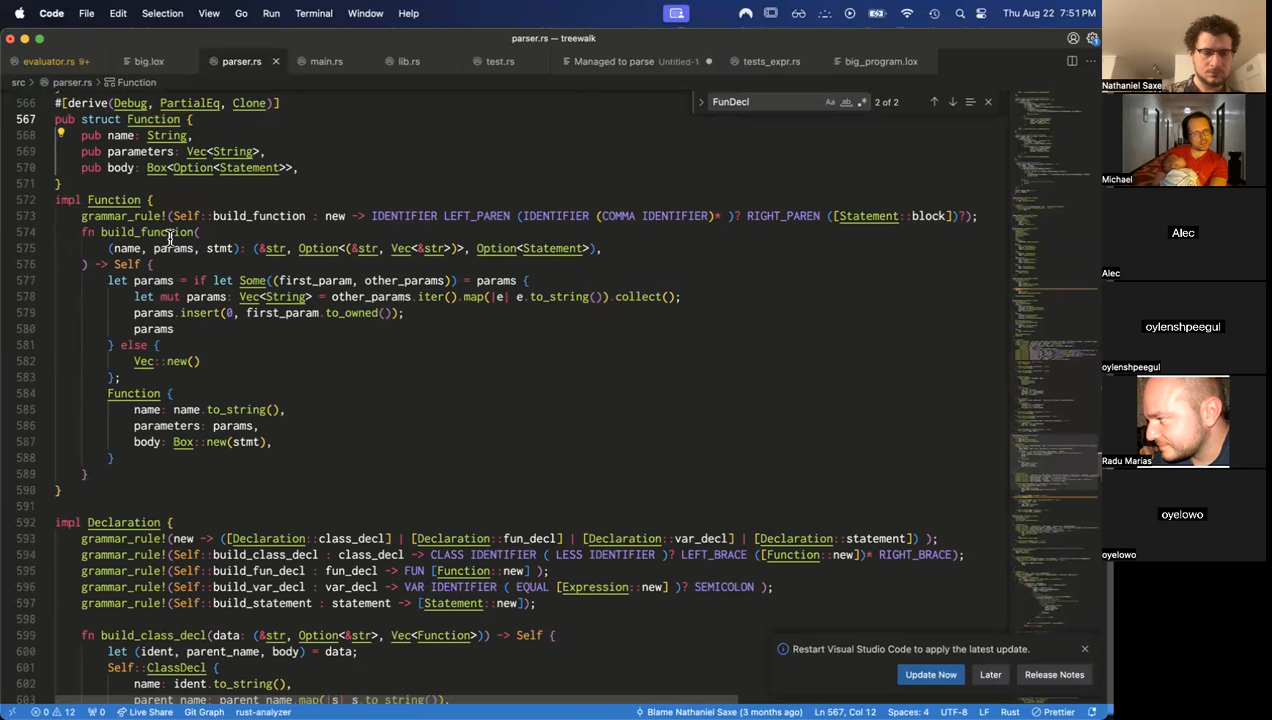 Code File Edit Selection View Go Run Terminal Window Help Thu Aug 22 7:51 PM
parser.rs — treewalk
evaluator.rs 9+ big.lox parser.rs main.rs lib.rs test.rs Managed to parse Untitled-1 tests_expr.rs big_program.lox
src > parser.rs > Function
FunDecl Aa ab 2 of 2
566 #[derive(Debug, PartialEq, Clone)]
567 pub struct Function {
568 pub name: String,
569 pub parameters: Vec<String>,
570 pub body: Box<Option<Statement>>,
571 }
572 impl Function {
573 grammar_rule!(Self::build_function : new -> IDENTIFIER LEFT_PAREN (IDENTIFIER (COMMA IDENTIFIER)* )? RIGHT_PAREN ([Statement::block])?);
574 fn build_function(
575 (name, params, stmt): (&str, Option<(&str, Vec<&str>)>, Option<Statement>),
576 ) -> Self {
577 let params = if let Some((first_param, other_params)) = params {
578 let mut params: Vec<String> = other_params.iter().map(|e| e.to_string()).collect();
579 params.insert(0, first_param.to_owned());
580 params
581 } else {
582 Vec::new()
583 };
584 Function {
585 name: name.to_string(),
586 parameters: params,
587 body: Box::new(stmt),
588 }
589 }
590 }
591
592 impl Declaration {
593 grammar_rule!(new -> ([Declaration::class_decl] | [Declaration::fun_decl] | [Declaration::var_decl] | [Declaration::statement]) );
594 grammar_rule!(Self::build_class_decl : class_decl -> CLASS IDENTIFIER ( LESS IDENTIFIER )? LEFT_BRACE ([Function::new])* RIGHT_BRACE);
595 grammar_rule!(Self::build_fun_decl : fun_decl -> FUN [Function::new] );
596 grammar_rule!(Self::build_var_decl : var_decl -> VAR IDENTIFIER ( EQUAL [Expression::new] )? SEMICOLON );
597 grammar_rule!(Self::build_statement : statement -> [Statement::new]);
599 fn build_class_decl(data: (&str, Option<&str>, Vec<Function>)) -> Self {
600 let (ident, parent_name, body) = data;
601 Self::ClassDecl {
602 name: ident.to_string(),
603 parent_name: parent_name.map(|s| s.to_string()),
Restart Visual Studio Code to apply the latest update.
Update Now Later Release Notes
0 12 0 Live Share Git Graph rust-analyzer Blame Nathaniel Saxe (3 months ago) Ln 567, Col 12 Spaces: 4 UTF-8 LF Rust Prettier
Nathaniel Saxe
Michael
Alec
Alec
oylenshpeegul
oylenshpeegul
Radu Marias
oyelowo
oyelowo